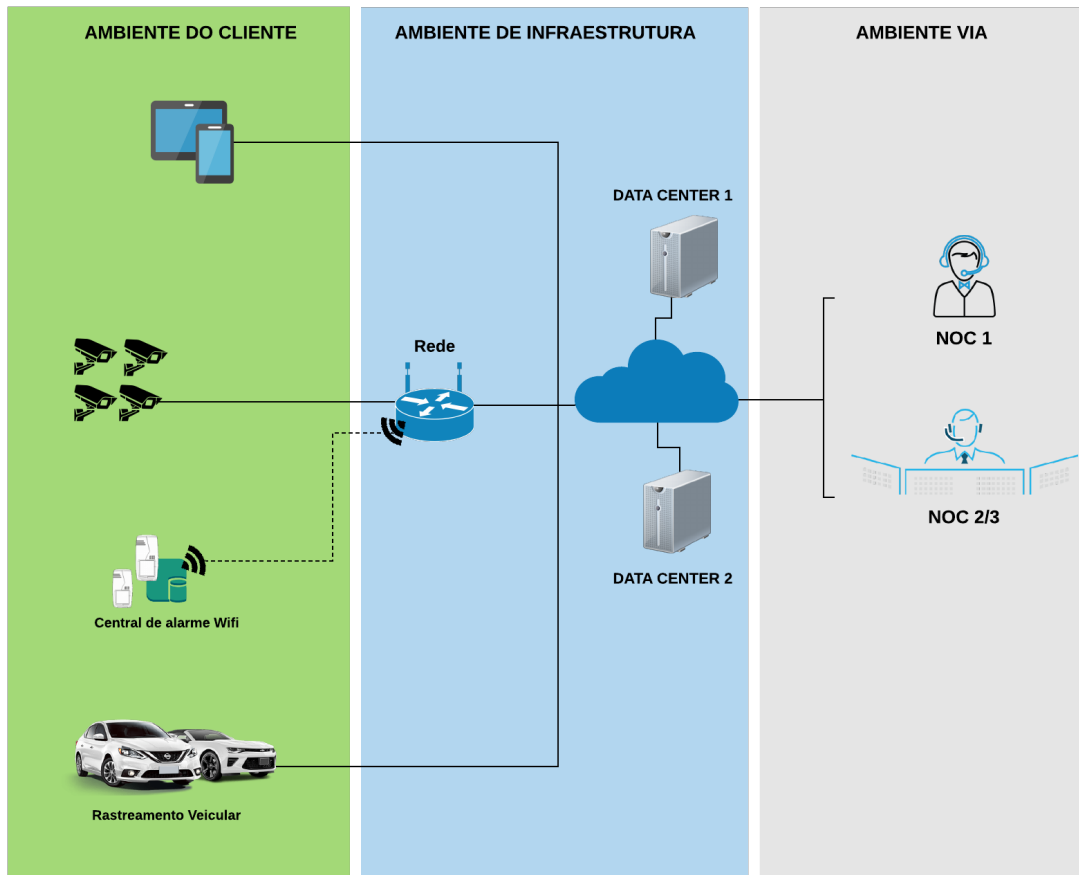 AMBIENTE DO CLIENTE
AMBIENTE DE INFRAESTRUTURA
AMBIENTE VIA
DATA CENTER 1
Rede
NOC 1
NOC 2/3
DATA CENTER 2
Central de alarme Wifi
Rastreamento Veicular